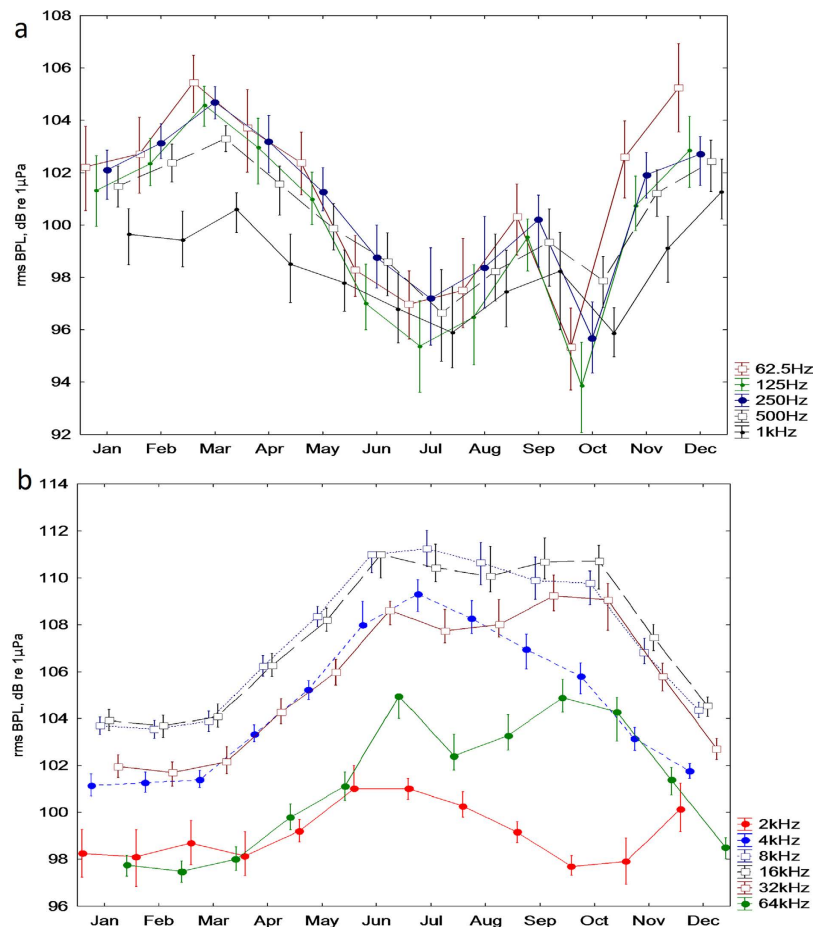 a
108
106
104
102
100
98
96
94
92
rms BPL, dB re 1µPa
Jan Feb Mar Apr May Jun Jul Aug Sep Oct Nov Dec
62.5Hz
125Hz
250Hz
500Hz
1kHz
b
114
112
110
108
106
104
102
100
98
96
rms BPL, dB re 1µPa
Jan Feb Mar Apr May Jun Jul Aug Sep Oct Nov Dec
2kHz
4kHz
8kHz
16kHz
32kHz
64kHz